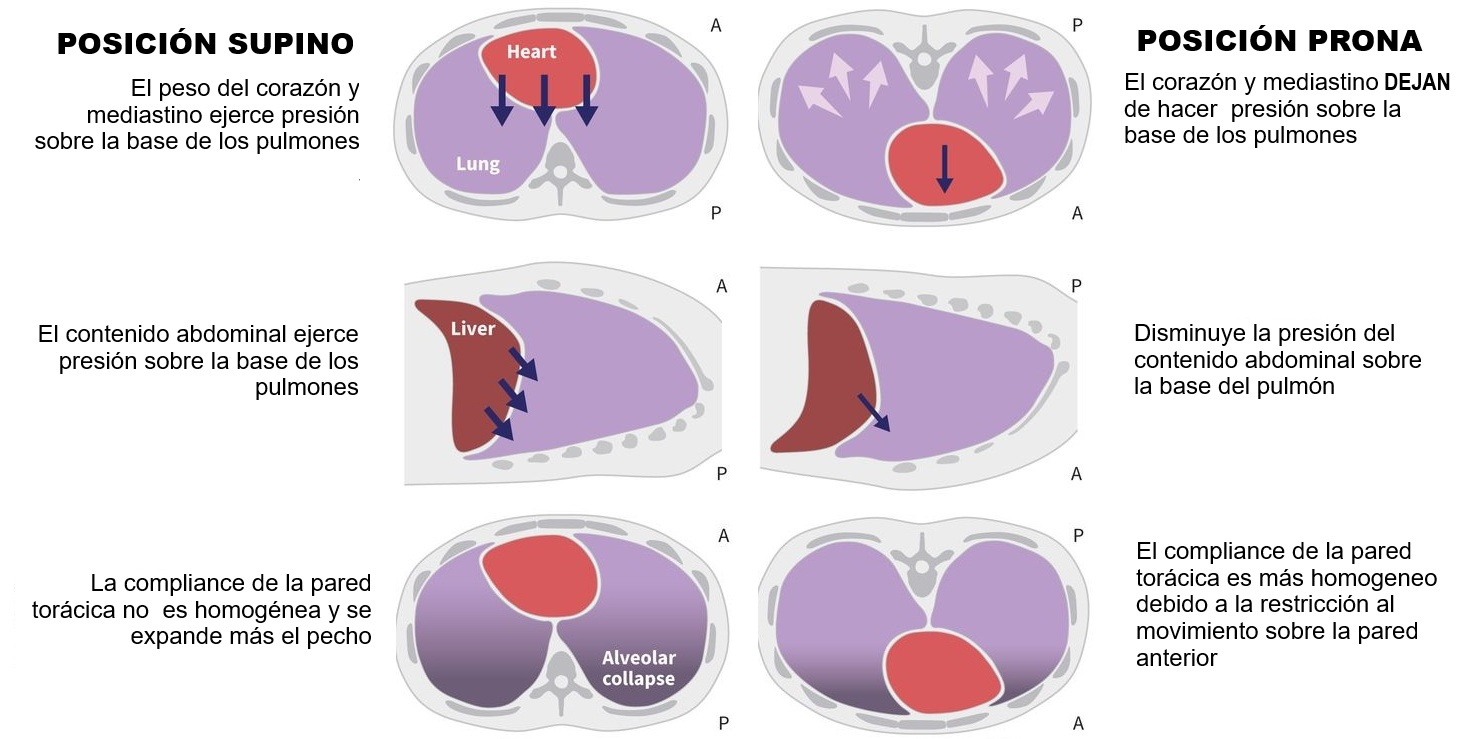 POSICIÓN SUPINO
El peso del corazón y
mediastino ejerce presión
sobre la base de los pulmones
.
A
Heart
Lung
P
P
A
POSICIÓN PRONA
El corazón y mediastino DEJAN
de hacer presión sobre la
base de los pulmones
El contenido abdominal ejerce
presión sobre la base de los
pulmones
A
Liver
P
P
A
Disminuye la presión del
contenido abdominal sobre
la base del pulmón
La compliance de la pared
torácica no es homogénea y se
expande más el pecho
A
Alveolar
collapse
P
P
A
El compliance de la pared
torácica es más homogeneo
debido a la restricción al
movimiento sobre la pared
anterior